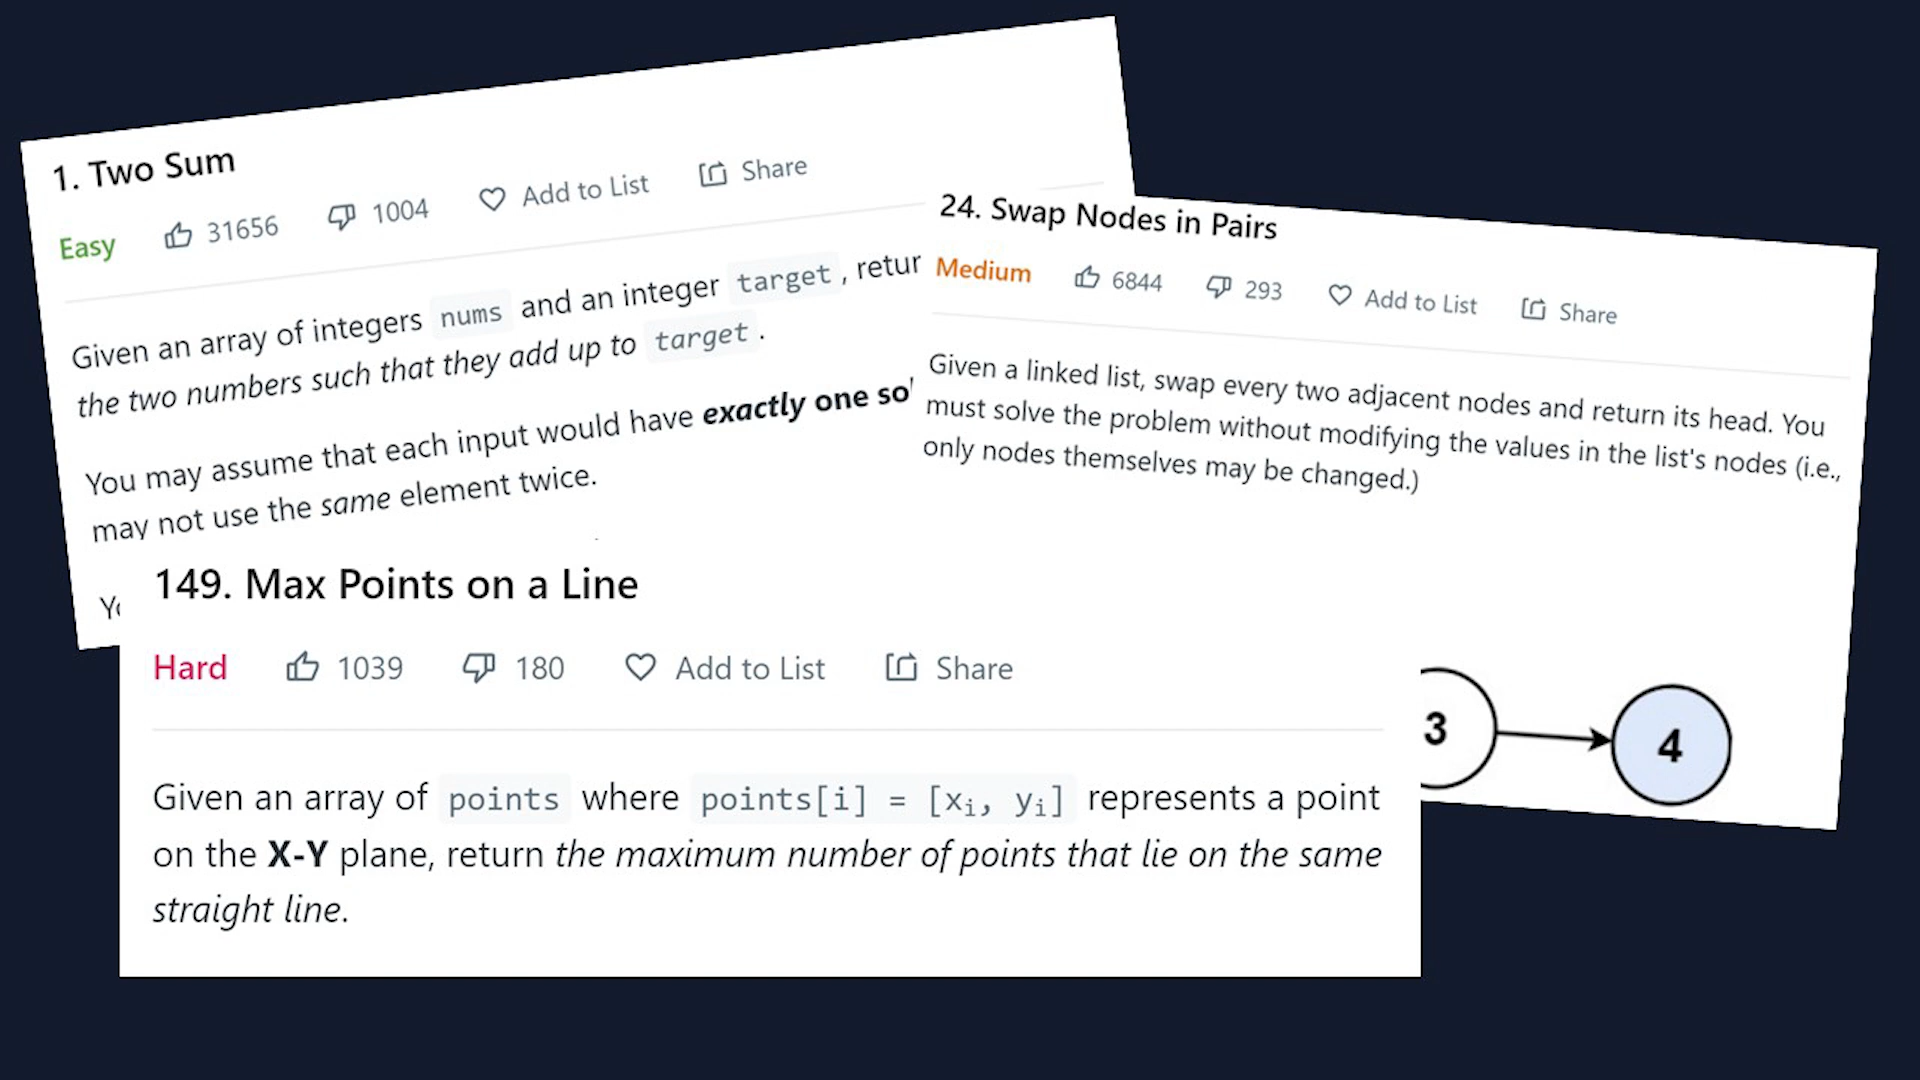 1. Two Sum
Easy 31656 1004 Add to List Share
Given an array of integers nums and an integer target, retur
the two numbers such that they add up to target.
You may assume that each input would have exactly one so
may not use the same element twice.
24. Swap Nodes in Pairs
Medium 6844 293 Add to List Share
Given a linked list, swap every two adjacent nodes and return its head. You
must solve the problem without modifying the values in the list's nodes (i.e.,
only nodes themselves may be changed.)
3 4
149. Max Points on a Line
Hard 1039 180 Add to List Share
Given an array of points where points[i] = [xᵢ, yᵢ] represents a point
on the X-Y plane, return the maximum number of points that lie on the same
straight line.